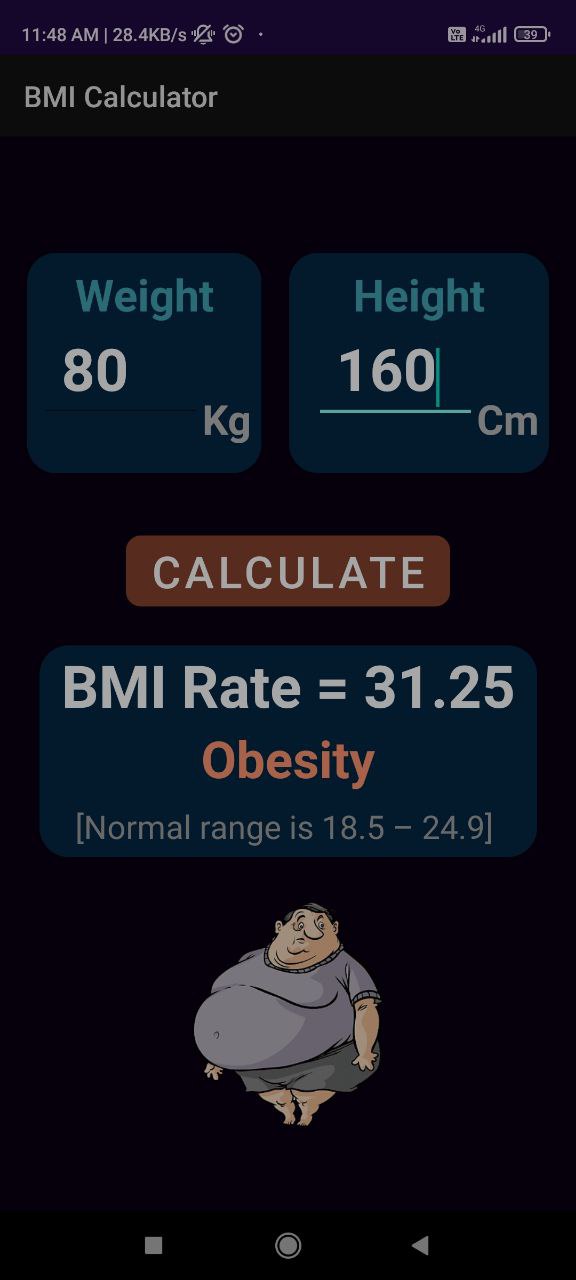 11:48 AM | 28.4KB/s
Vo LTE 4G 39
BMI Calculator
Weight
80
Kg
Height
160
Cm
CALCULATE
BMI Rate = 31.25
Obesity
[Normal range is 18.5 – 24.9]